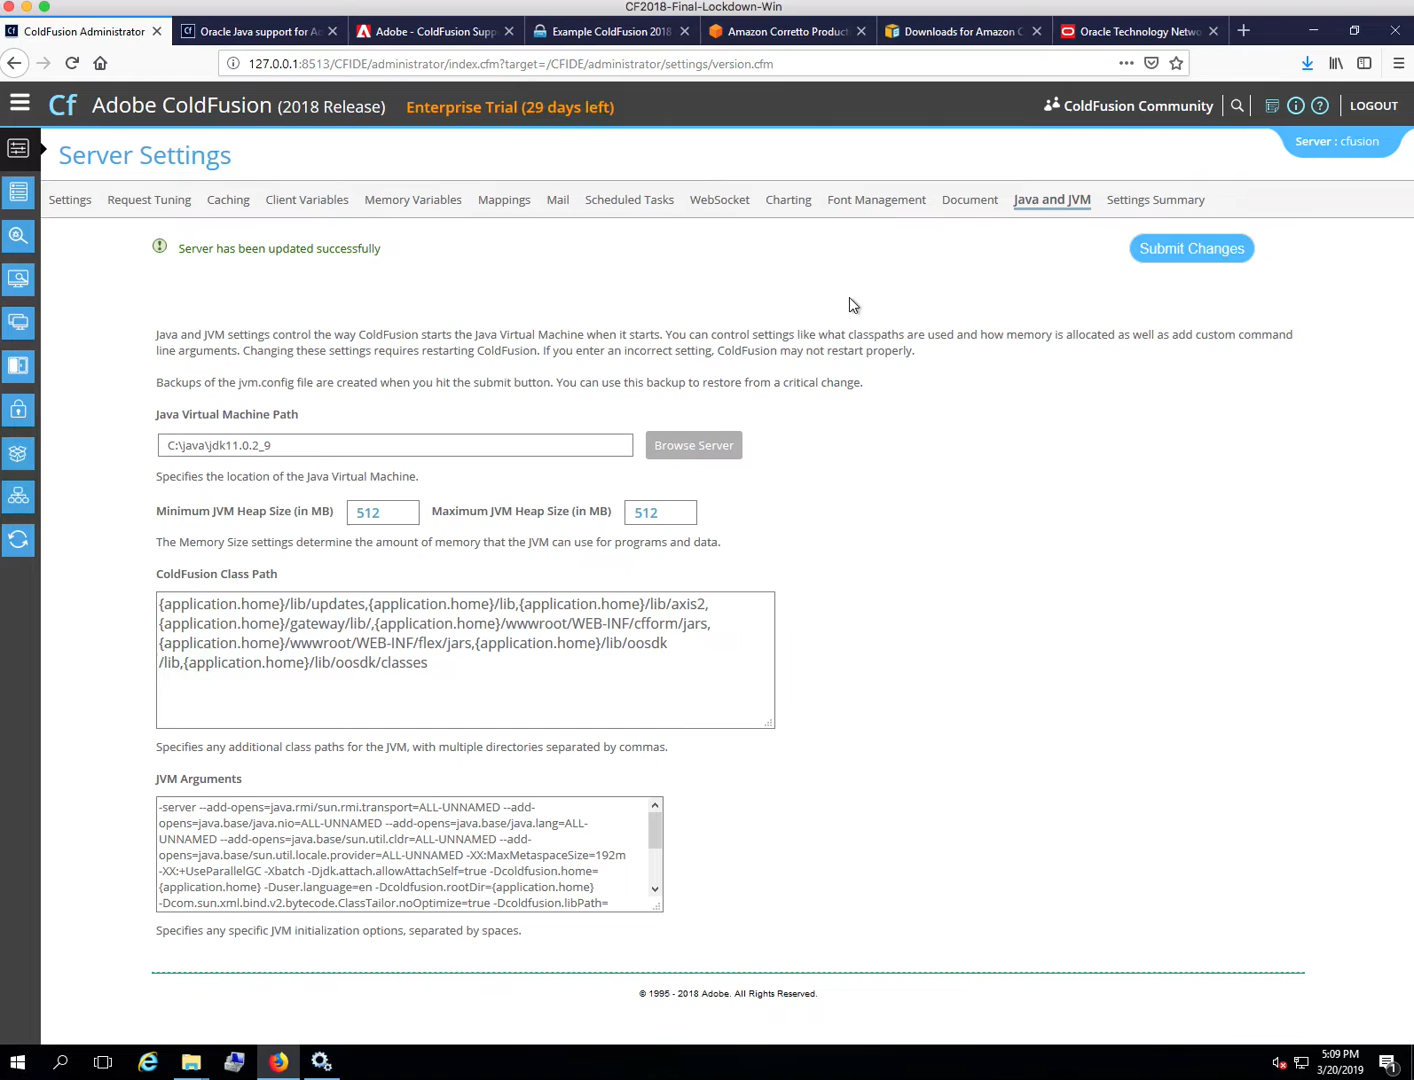 CF2018-Final-Lockdown-Win
Cf ColdFusion Administrator
Cf Oracle Java support for A
Adobe - ColdFusion Supp
Example ColdFusion 2018
Amazon Corretto Product
Downloads for Amazon C
Oracle Technology Netw
127.0.0.1:8513/CFIDE/administrator/index.cfm?target=/CFIDE/administrator/settings/version.cfm
Cf Adobe ColdFusion (2018 Release) Enterprise Trial (29 days left)
ColdFusion Community
LOGOUT
Server Settings
Server : cfusion
Settings Request Tuning Caching Client Variables Memory Variables Mappings Mail Scheduled Tasks WebSocket Charting Font Management Document Java and JVM Settings Summary
Server has been updated successfully
Submit Changes
Java and JVM settings control the way ColdFusion starts the Java Virtual Machine when it starts. You can control settings like what classpaths are used and how memory is allocated as well as add custom command
line arguments. Changing these settings requires restarting ColdFusion. If you enter an incorrect setting, ColdFusion may not restart properly.
Backups of the jvm.config file are created when you hit the submit button. You can use this backup to restore from a critical change.
Java Virtual Machine Path
C:\java\jdk11.0.2_9
Browse Server
Specifies the location of the Java Virtual Machine.
Minimum JVM Heap Size (in MB) 512 Maximum JVM Heap Size (in MB) 512
The Memory Size settings determine the amount of memory that the JVM can use for programs and data.
ColdFusion Class Path
{application.home}/lib/updates,{application.home}/lib,{application.home}/lib/axis2,
{application.home}/gateway/lib/,{application.home}/wwwroot/WEB-INF/cfform/jars,
{application.home}/wwwroot/WEB-INF/flex/jars,{application.home}/lib/oosdk
/lib,{application.home}/lib/oosdk/classes
Specifies any additional class paths for the JVM, with multiple directories separated by commas.
JVM Arguments
-server --add-opens=java.rmi/sun.rmi.transport=ALL-UNNAMED --add-
opens=java.base/java.nio=ALL-UNNAMED --add-opens=java.base/java.lang=ALL-
UNNAMED --add-opens=java.base/sun.util.cldr=ALL-UNNAMED --add-
opens=java.base/sun.util.locale.provider=ALL-UNNAMED -XX:MaxMetaspaceSize=192m
-XX:+UseParallelGC -Xbatch -Djdk.attach.allowAttachSelf=true -Dcoldfusion.home=
{application.home} -Duser.language=en -Dcoldfusion.rootDir={application.home}
-Dcom.sun.xml.bind.v2.bytecode.ClassTailor.noOptimize=true -Dcoldfusion.libPath=
Specifies any specific JVM initialization options, separated by spaces.
© 1995 - 2018 Adobe. All Rights Reserved.
5:09 PM
3/20/2019
1